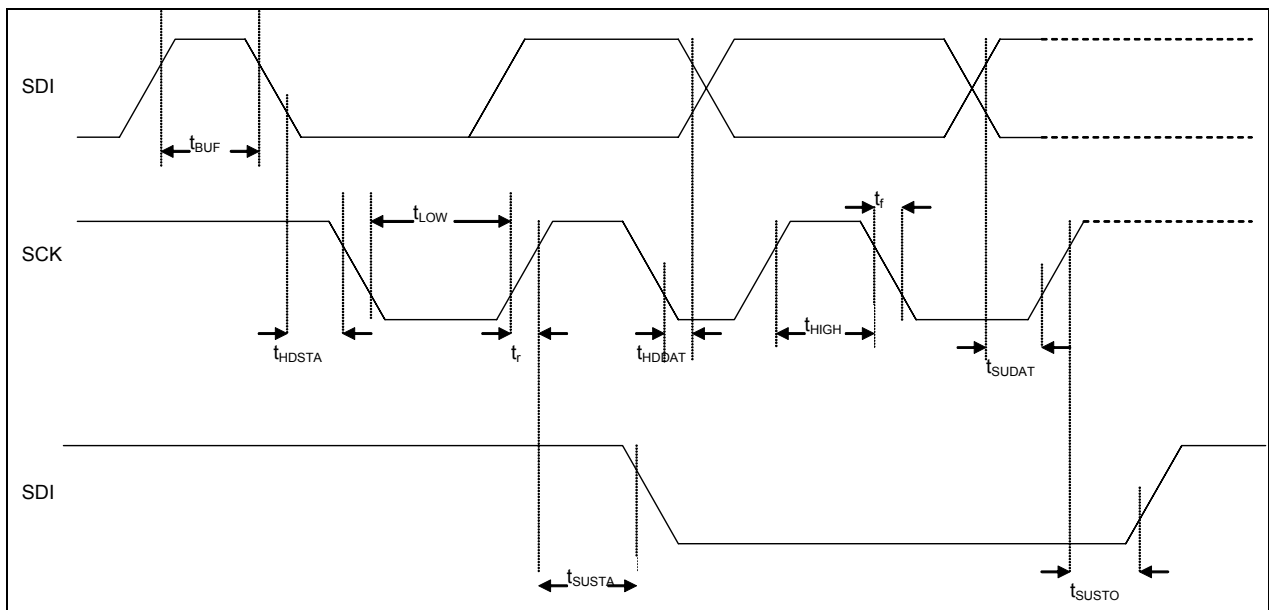 SDI
tBUF
tLOW
tf
SCK
tHDSTA
tr
tHDDAT
tHIGH
tSUDAT
SDI
tSUSTA
tSUSTO